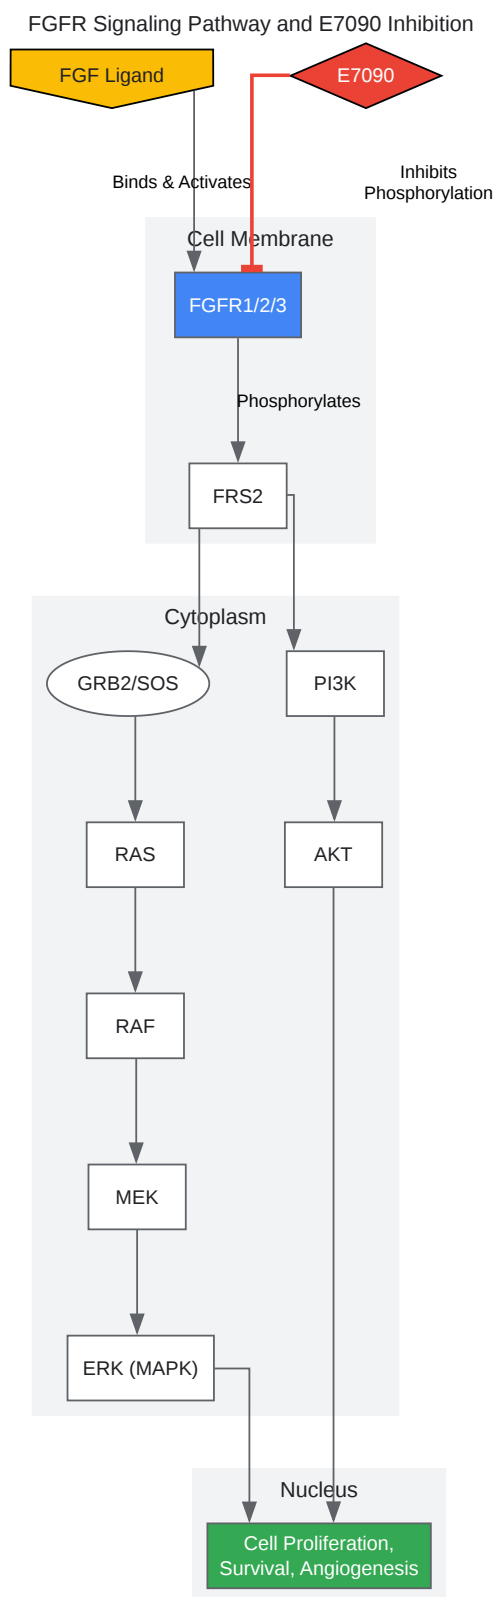 FGFR Signaling Pathway and E7090 Inhibition
FGF Ligand
E7090
Binds & Activates
Inhibits
Phosphorylation
Cell Membrane
FGFR1/2/3
Phosphorylates
FRS2
Cytoplasm
GRB2/SOS
PI3K
RAS
AKT
RAF
MEK
ERK (MAPK)
Nucleus
Cell Proliferation,
Survival, Angiogenesis